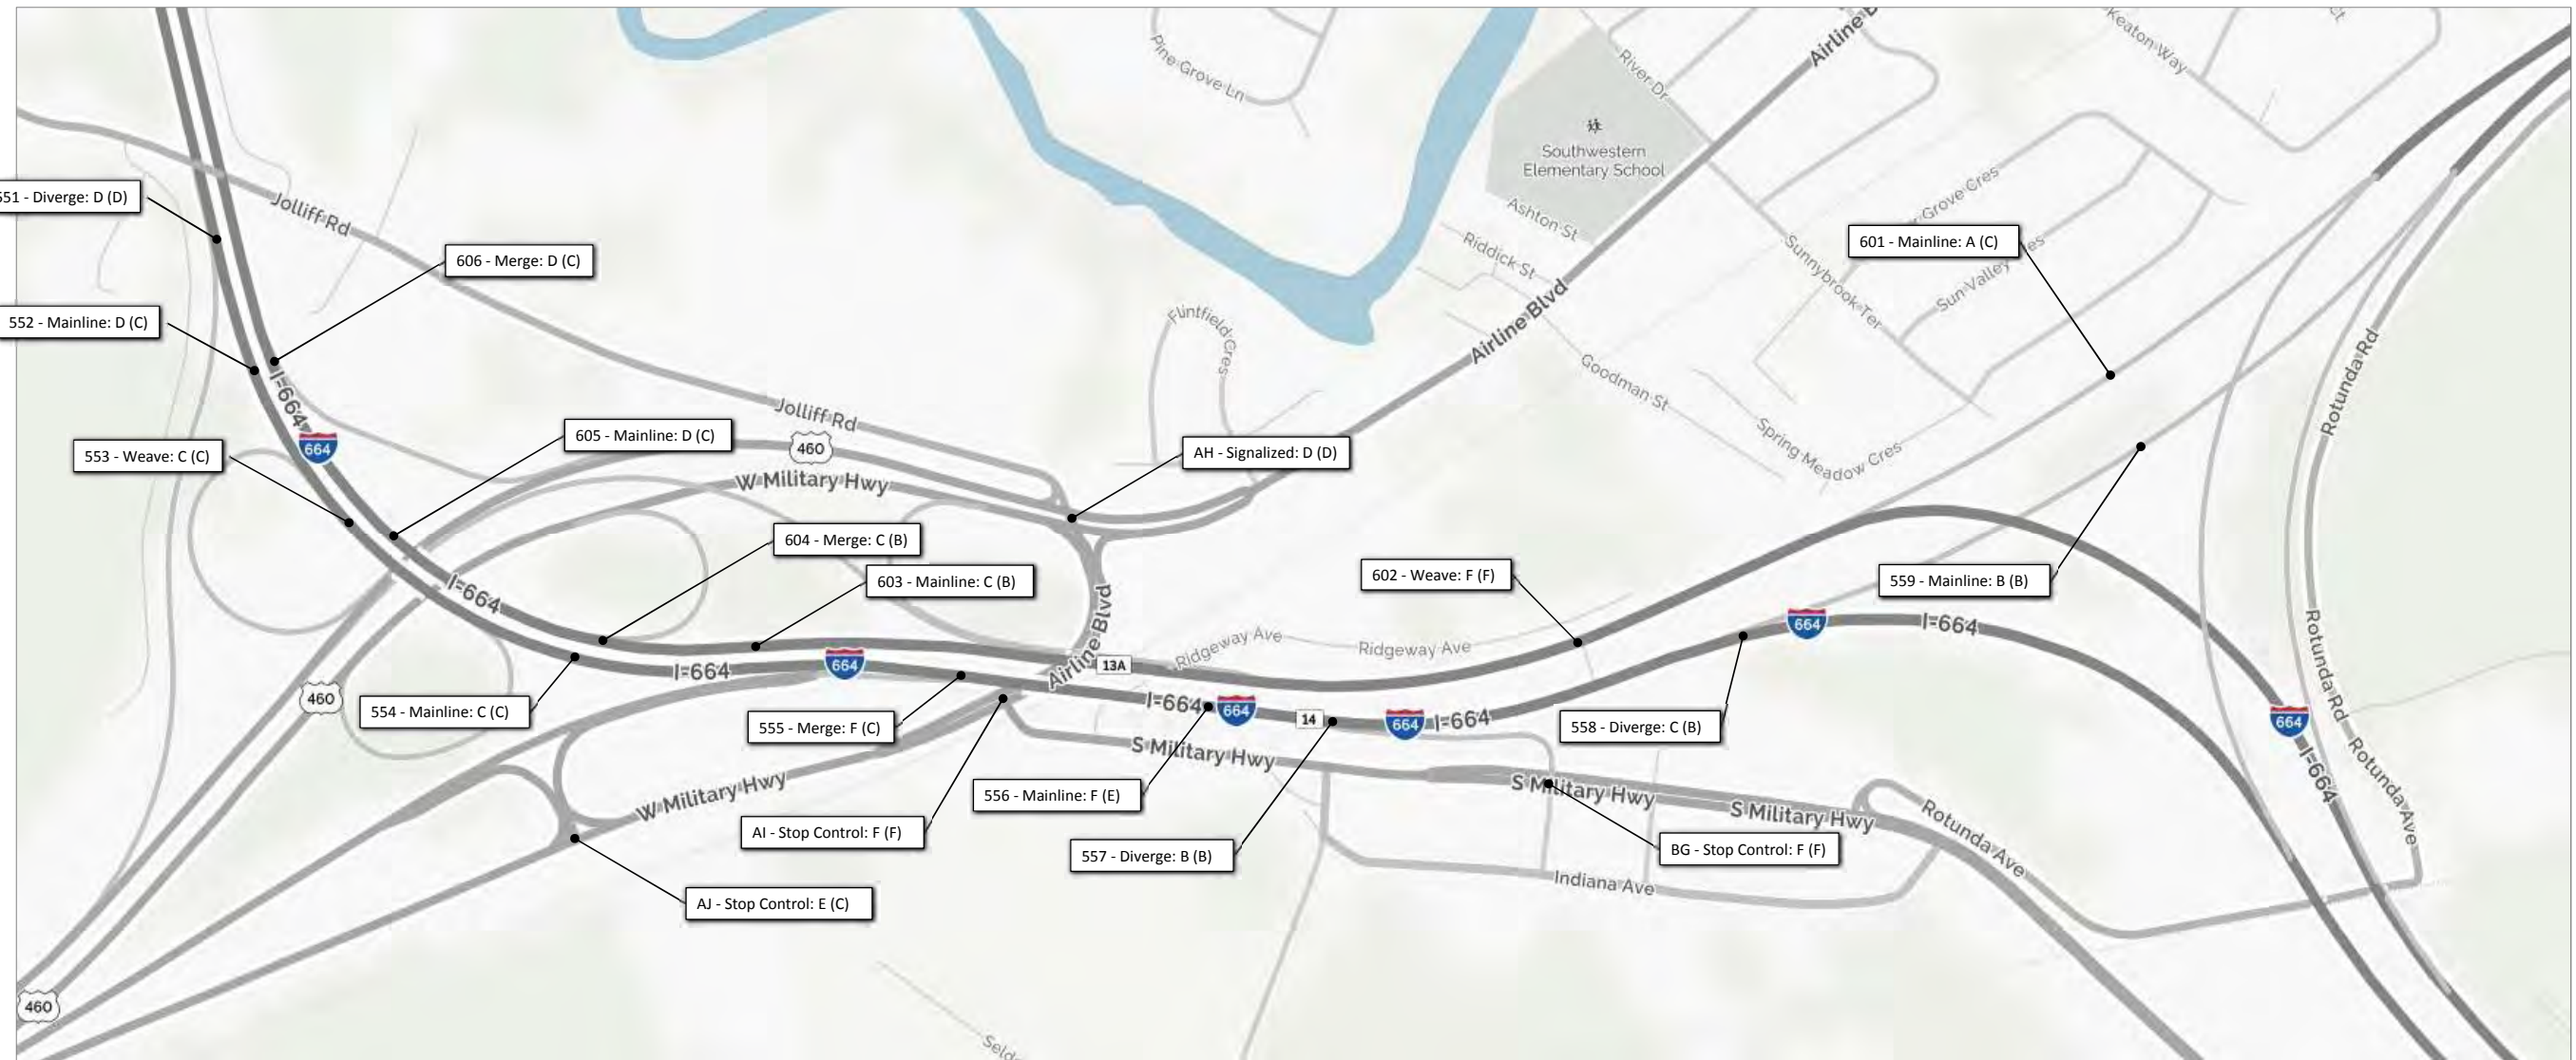 Airline B
Keaton Way
Ct
Pine Grove Ln
River Dr
Southwestern
Elementary School
551 - Diverge: D (D)
Jolliff Rd
Ashton St
Grove Cres
606 - Merge: D (C)
Riddick St
601 - Mainline: A (C)
Sunnybrook Ter
Sun Valley
es
552 - Mainline: D (C)
Flintfield Cres
Airline Blvd
Rotunda Rd
I-664
664
Goodman St
Jolliff Rd
605 - Mainline: D (C)
460
Spring Meadow Cres
553 - Weave: C (C)
AH - Signalized: D (D)
W Military Hwy
604 - Merge: C (B)
602 - Weave: F (F)
603 - Mainline: C (B)
559 - Mainline: B (B)
I-664
Airline Blvd
Ridgeway Ave
Ridgeway Ave
664
I-664
Rotunda Rd
I-664
664
13A
460
554 - Mainline: C (C)
555 - Merge: F (C)
I-664
664
14
664
I-664
558 - Diverge: C (B)
664
I-664
Rotunda Ave
S Military Hwy
W Military Hwy
556 - Mainline: F (E)
S Military Hwy
S Military Hwy
Rotunda Ave
AI - Stop Control: F (F)
557 - Diverge: B (B)
BG - Stop Control: F (F)
Indiana Ave
AJ - Stop Control: E (C)
460
Seld